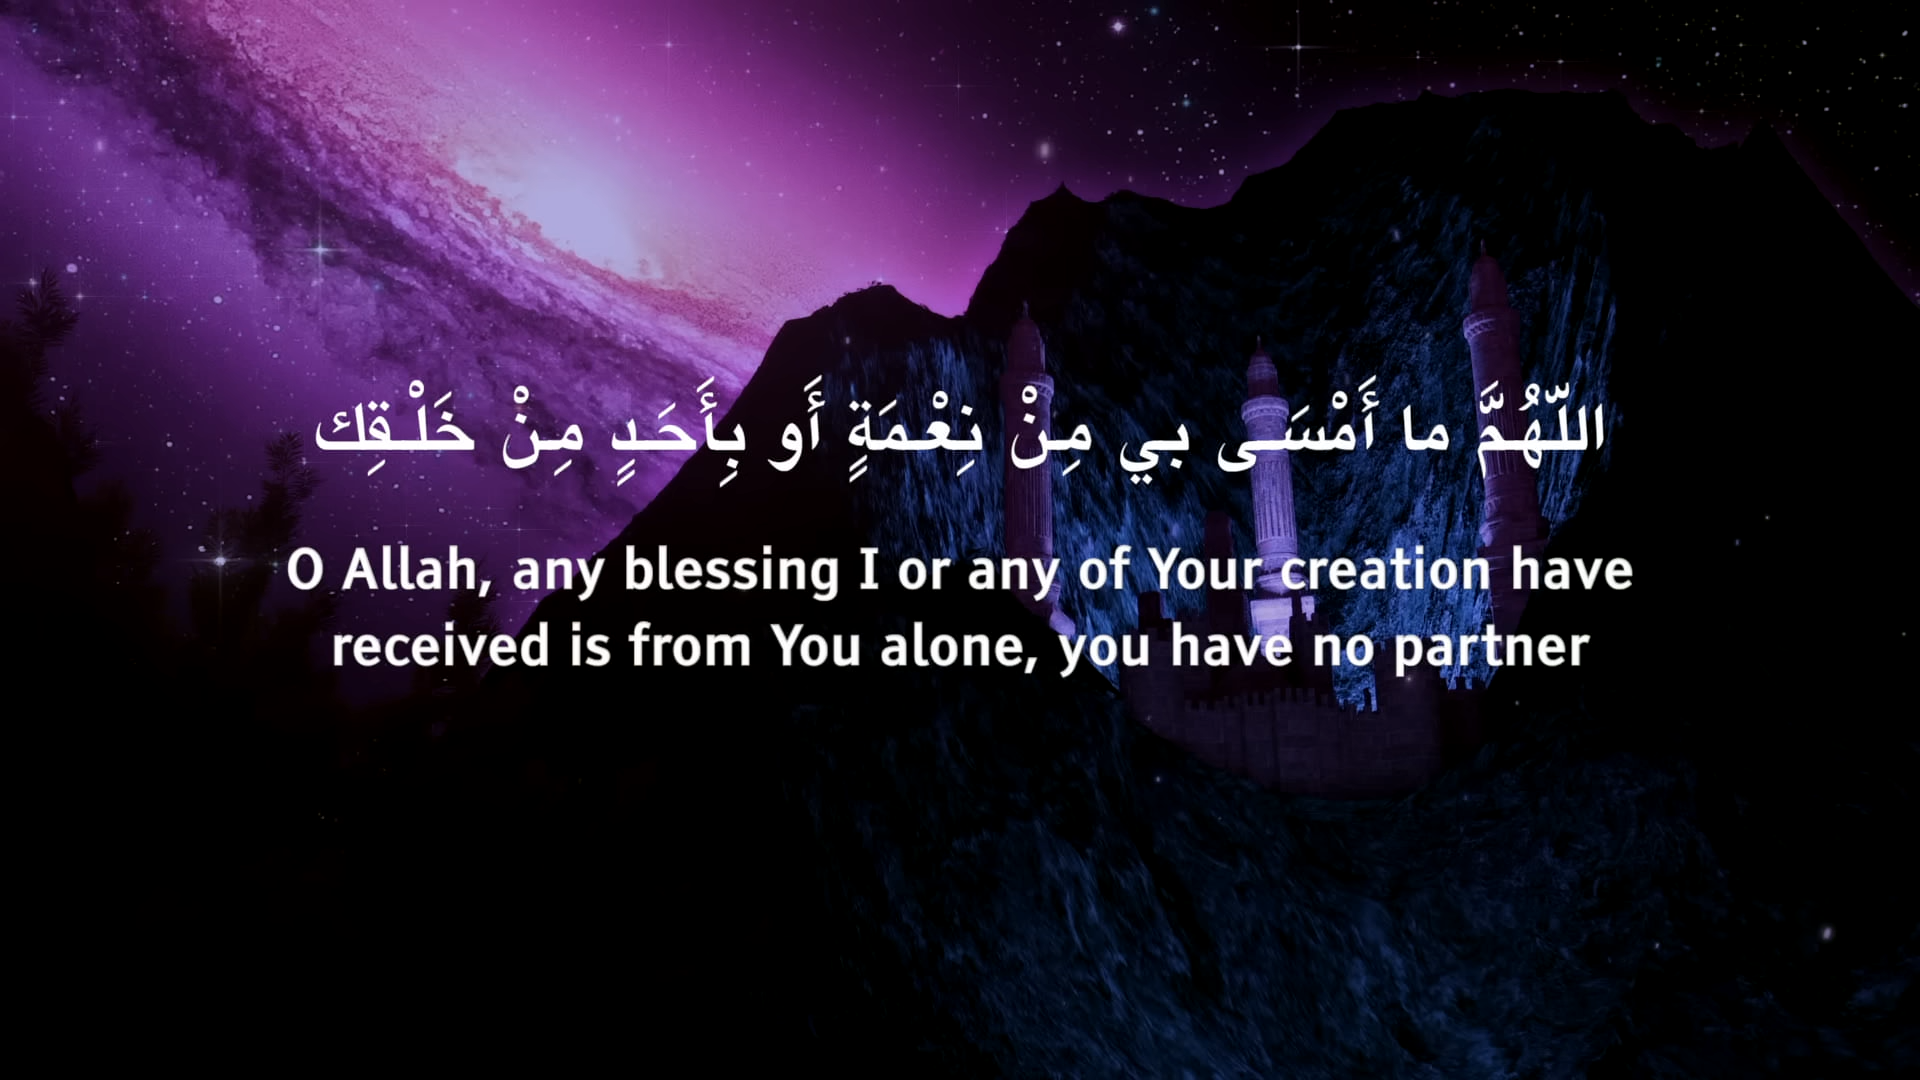 اللّهُمَّ ما أَمْسَى بي مِنْ نِعْمَةٍ أَو بِأَحَدٍ مِنْ خَلْقِك
O Allah, any blessing I or any of Your creation have
received is from You alone, you have no partner